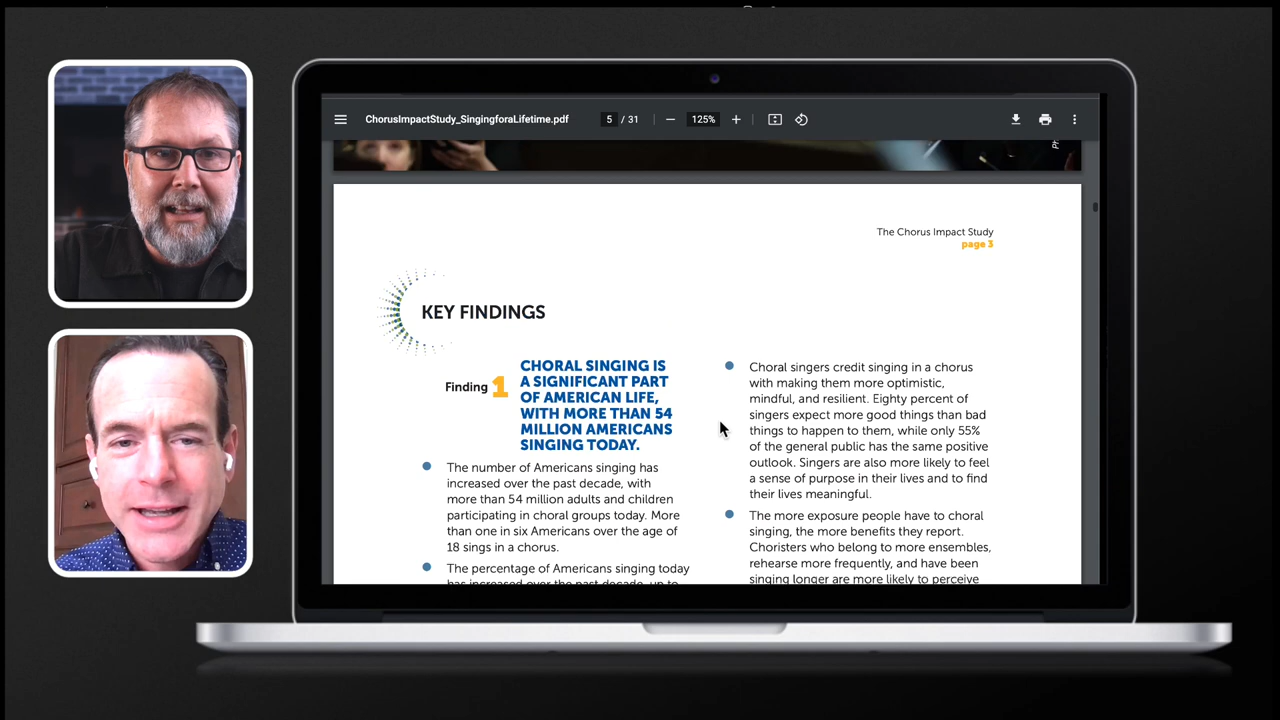 ChorusImpactStudy_SingingforaLifetime.pdf
5 / 31
125%
The Chorus Impact Study
page 3
KEY FINDINGS
Finding 1
CHORAL SINGING IS
A SIGNIFICANT PART
OF AMERICAN LIFE,
WITH MORE THAN 54
MILLION AMERICANS
SINGING TODAY.
The number of Americans singing has
increased over the past decade, with
more than 54 million adults and children
participating in choral groups today. More
than one in six Americans over the age of
18 sings in a chorus.
The percentage of Americans singing today
has increased over the past decade, up to
Choral singers credit singing in a chorus
with making them more optimistic,
mindful, and resilient. Eighty percent of
singers expect more good things than bad
things to happen to them, while only 55%
of the general public has the same positive
outlook. Singers are also more likely to feel
a sense of purpose in their lives and to find
their lives meaningful.
The more exposure people have to choral
singing, the more benefits they report.
Choristers who belong to more ensembles,
rehearse more frequently, and have been
singing longer are more likely to perceive